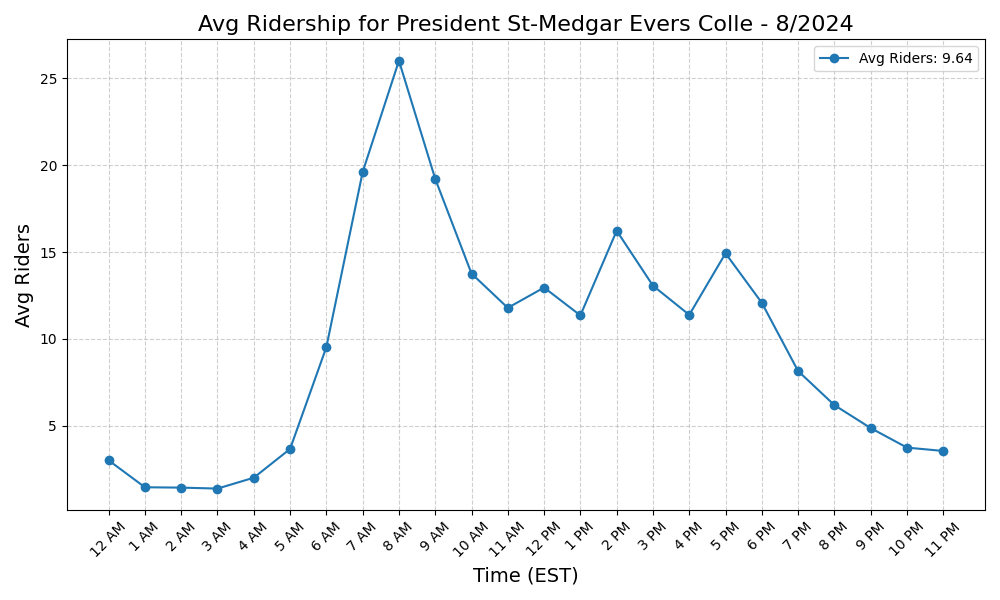 Avg Ridership for President St-Medgar Evers Colle - 8/2024
Avg Riders: 9.64
Avg Riders
25
20
15
10
5
12 AM
1 AM
2 AM
3 AM
4 AM
5 AM
6 AM
7 AM
8 AM
9 AM
10 AM
11 AM
12 PM
1 PM
2 PM
3 PM
4 PM
5 PM
6 PM
7 PM
8 PM
9 PM
10 PM
11 PM
Time (EST)